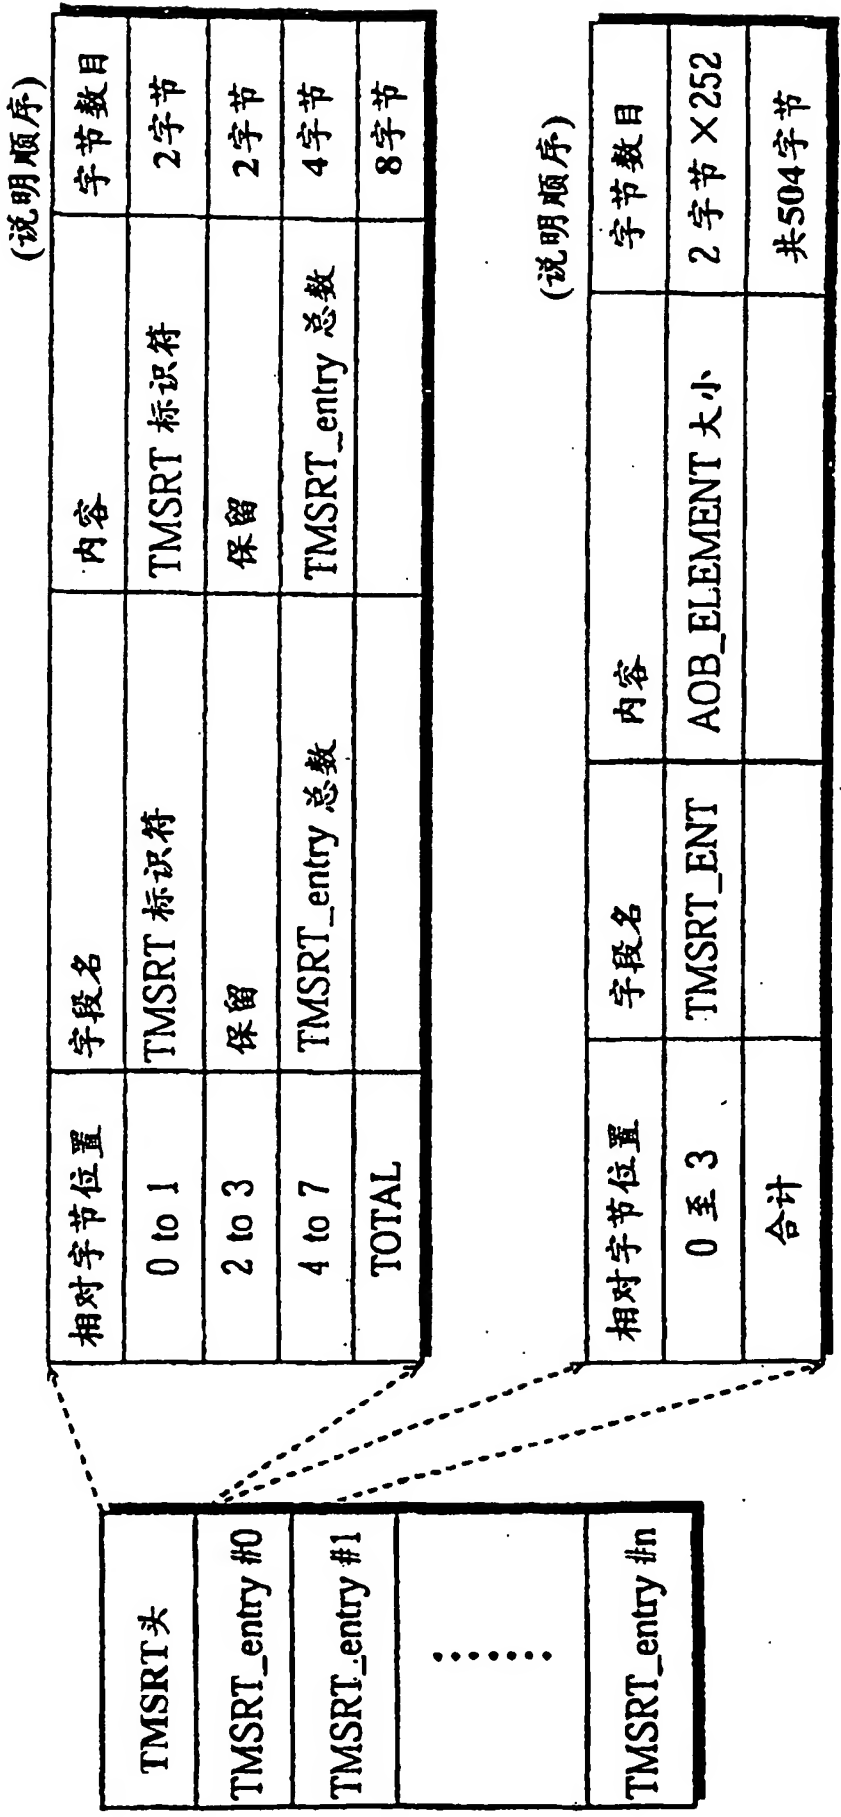 (说明顺序)
相对字节位置 字段名 内容 字节数目
0 to 1 TMSRT 标识符 TMSRT 标识符 2字节
2 to 3 保留 保留 2字节
4 to 7 TMSRT_entry 总数 TMSRT_entry 总数 4字节
TOTAL 8字节
TMSRT头
TMSRT_entry #0
TMSRT_entry #1
.......
TMSRT_entry #n
(说明顺序)
相对字节位置 字段名 内容 字节数目
0 至 3 TMSRT_ENT AOB_ELEMENT 大小 2 字节 ×252
合计 共504字节